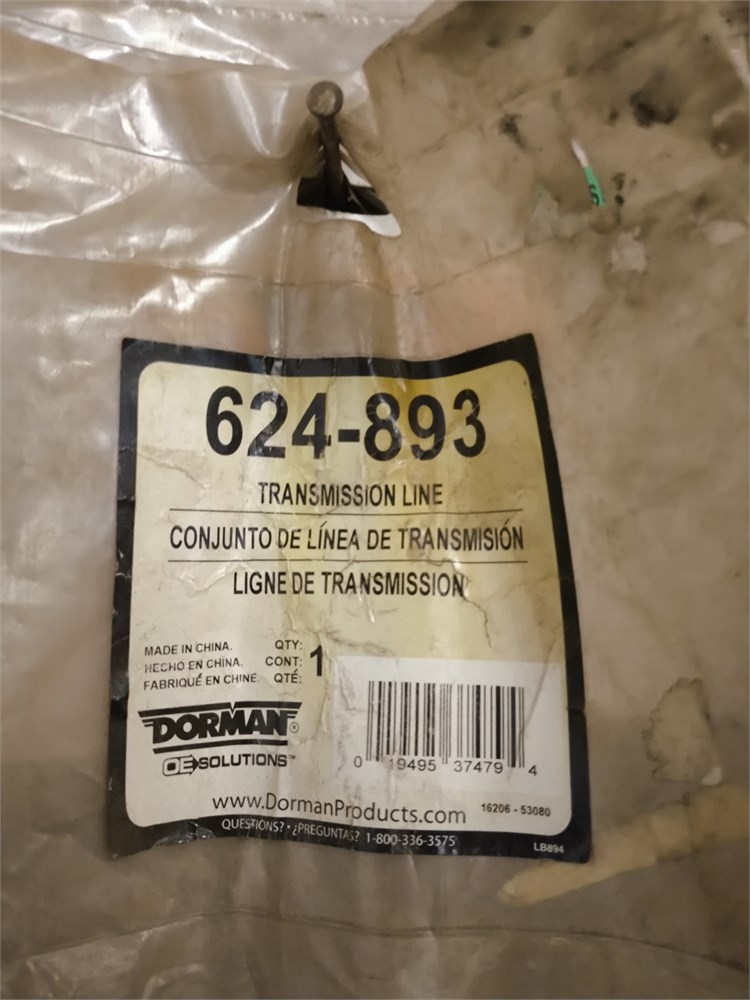 624-893
TRANSMISSION LINE
CONJUNTO DE LÍNEA DE TRANSMISIÓN
LIGNE DE TRANSMISSION
MADE IN CHINA. QTY:
HECHO EN CHINA. CONT: 1
FABRIQUÉ EN CHINE. QTÉ:
DORMAN®
OE SOLUTIONS™
0 19495 37479 4
www.DormanProducts.com 16206 - 53080
QUESTIONS? • ¿PREGUNTAS? 1-800-336-3575
LB894